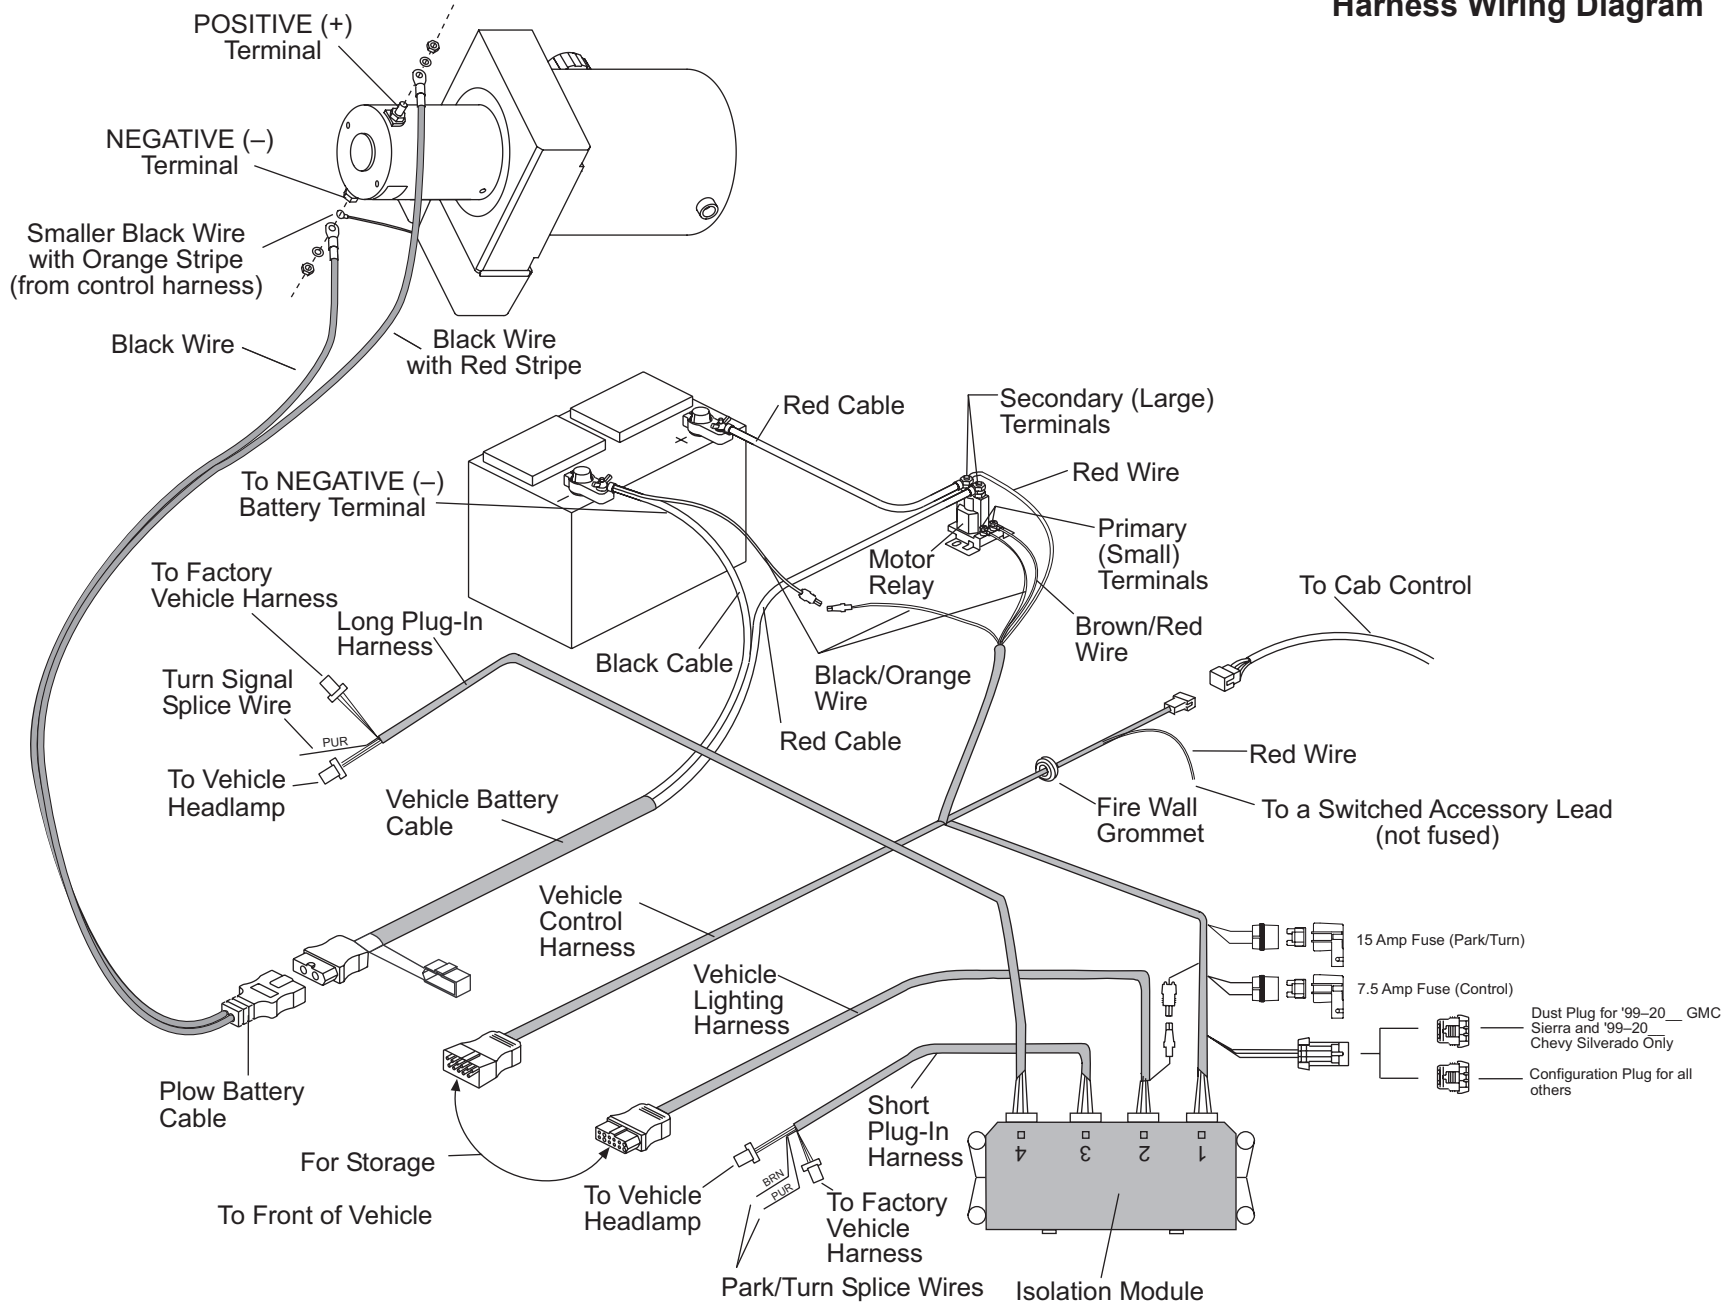 Harness Wiring Diagram
POSITIVE (+)
Terminal
NEGATIVE (–)
Terminal
Smaller Black Wire
with Orange Stripe
(from control harness)
Black Wire
Black Wire
with Red Stripe
Red Cable
Secondary (Large)
Terminals
To NEGATIVE (–)
Battery Terminal
+
–
Red Wire
Motor
Relay
Primary
(Small)
Terminals
To Factory
Vehicle Harness
Long Plug-In
Harness
To Cab Control
Brown/Red
Wire
Black Cable
Black/Orange
Wire
Turn Signal
Splice Wire
PUR
Red Cable
Red Wire
To Vehicle
Headlamp
Vehicle Battery
Cable
Fire Wall
Grommet
To a Switched Accessory Lead
(not fused)
Vehicle
Control
Harness
15 Amp Fuse (Park/Turn)
Vehicle
Lighting
Harness
7.5 Amp Fuse (Control)
Dust Plug for '99–20__ GMC
Sierra and '99–20__
Chevy Silverado Only
Configuration Plug for all
others
Plow Battery
Cable
Short
Plug-In
Harness
4
3
2
1
For Storage
BRN
PUR
To Vehicle
Headlamp
To Factory
Vehicle
Harness
To Front of Vehicle
Park/Turn Splice Wires
Isolation Module